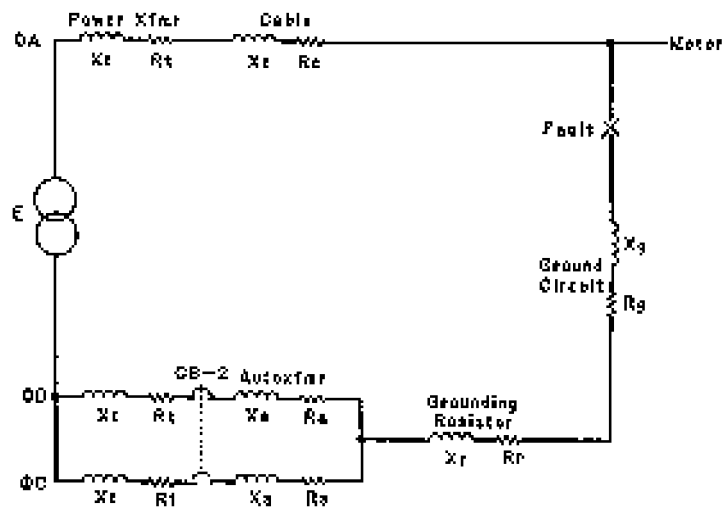 Power Xfmr
Cable
ΦA
Xt
Rt
Xc
Rc
Motor
Fault
E
Xg
Ground
Circuit
Rg
CB-2
Autoxfmr
Xt
Rt
Xa
Ra
Grounding
Resistor
Xr
Rr
ΦC
Xt
Rt
Xa
Ra